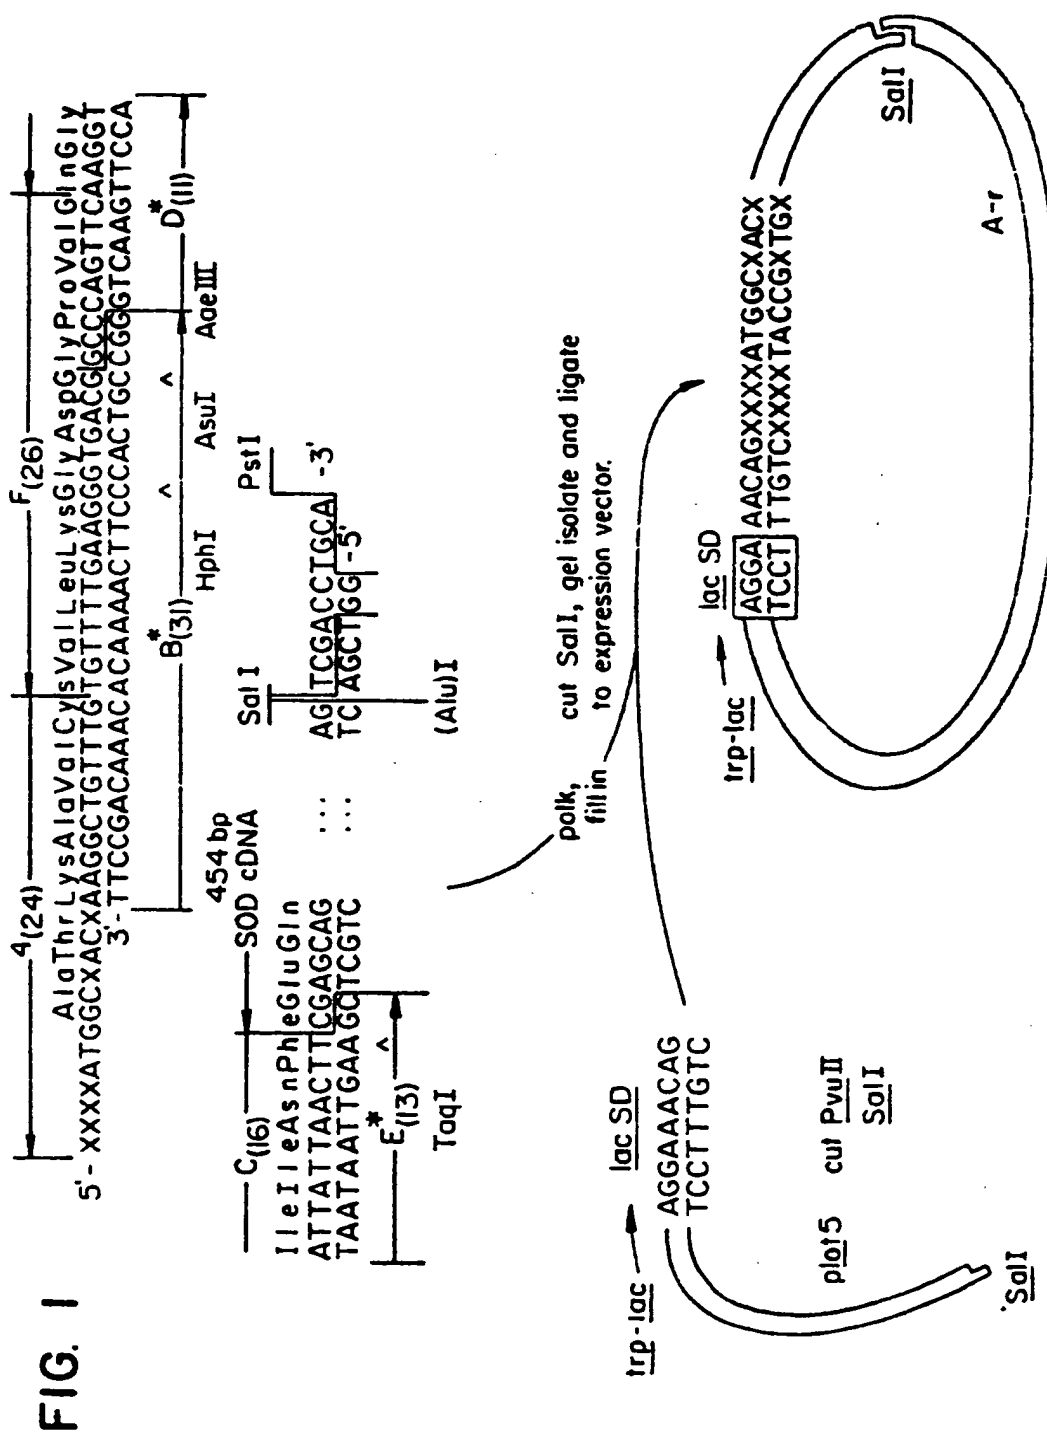 FIG. 1
4(24)
F(26)
AlaThrLysAlaValCysValLeuLysGlyAspGlyProValGlnGly
5'- XXXXATGGCXACXAAGGCTGTTTGTGTTTTGAAGGGTGACGGCCCAGTTCAAGGT
3'-TTCCGACAAACACAAAACTTCCCACTGCCGGGTCAAGTTCCA
B*(31)
D*(11)
HphI
AsuI
AaeIII
C(16)
454bp
SOD cDNA
IleIleAsnPheGluGln
ATTATTAACTTCGAGCAG
TAATAATTGAAGCTCGTC
E*(13)
TaqI
...
...
Sal I
PstI
AGTCGACCTGCA -3'
TCAGCTGG -5'
(Alu)I
polk,
fill in
cut SalI, gel isolate and ligate
to expression vector.
trp-lac
lac SD
AGGAAACAG
TCCTTTGTC
plot5 cut PvuII
SalI
SalI
trp-lac
lac SD
AGGA AACAGXXXXATGGCXACX
TCCT TTGTCXXXXTACCGXTGX
SalI
A-r